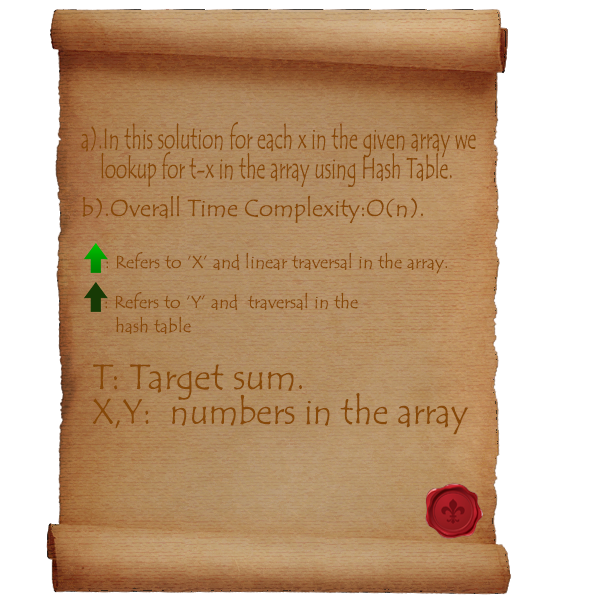 a).In this solution for each x in the given array we
lookup for t-x in the array using Hash Table.
b).Overall Time Complexity:O(n).
: Refers to 'X' and linear traversal in the array.
: Refers to 'Y' and traversal in the
hash table
T: Target sum.
X,Y: numbers in the array